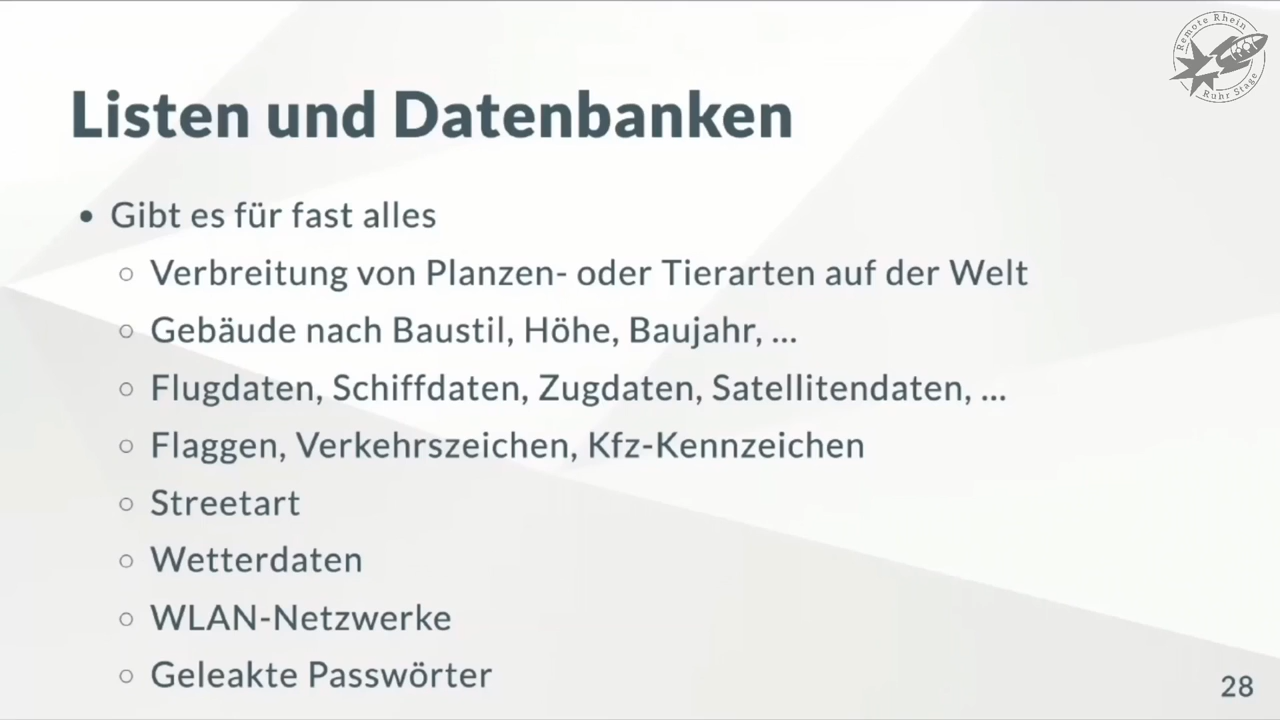 Remote Rhein
Ruhr Stage
Listen und Datenbanken
• Gibt es für fast alles
○ Verbreitung von Planzen- oder Tierarten auf der Welt
○ Gebäude nach Baustil, Höhe, Baujahr, ...
○ Flugdaten, Schiffdaten, Zugdaten, Satellitendaten, ...
○ Flaggen, Verkehrszeichen, Kfz-Kennzeichen
○ Streetart
○ Wetterdaten
○ WLAN-Netzwerke
○ Geleakte Passwörter
28